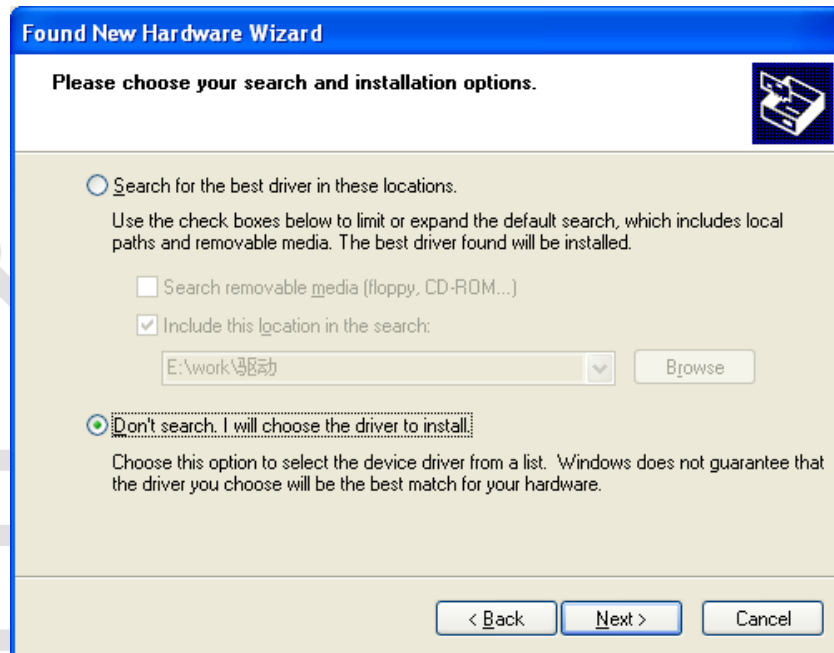 Found New Hardware Wizard
Please choose your search and installation options.
Search for the best driver in these locations.
Use the check boxes below to limit or expand the default search, which includes local
paths and removable media. The best driver found will be installed.
Search removable media (floppy, CD-ROM...)
Include this location in the search:
E:\work\驱动
Browse
Don't search. I will choose the driver to install.
Choose this option to select the device driver from a list. Windows does not guarantee that
the driver you choose will be the best match for your hardware.
< Back
Next >
Cancel